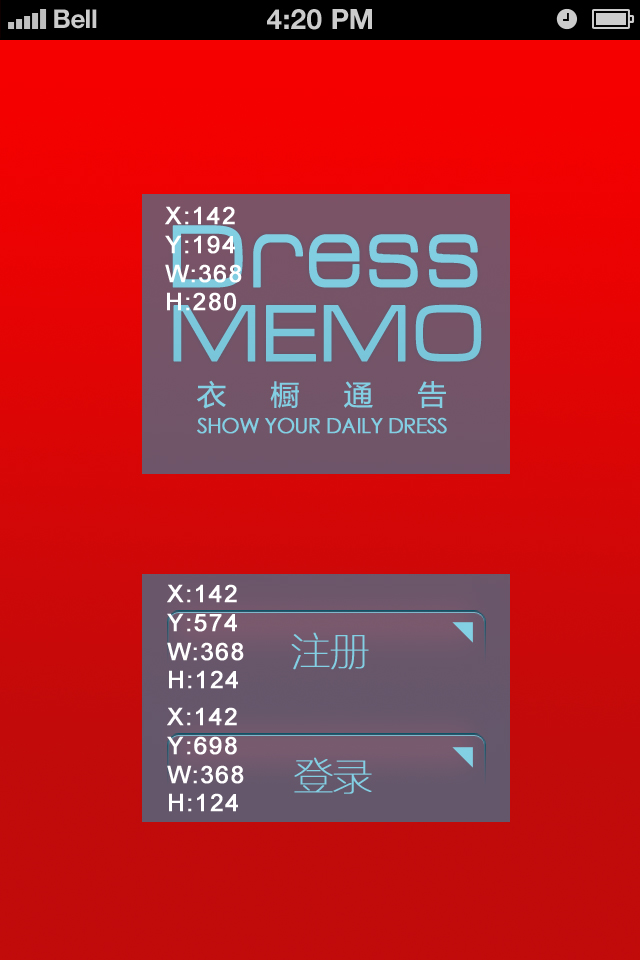 Bell 4:20 PM
X:142
Y:194
W:368
H:280
Dress
MEMO
衣橱通告
SHOW YOUR DAILY DRESS
X:142
Y:574
W:368
H:124
注册
X:142
Y:698
W:368
H:124
登录